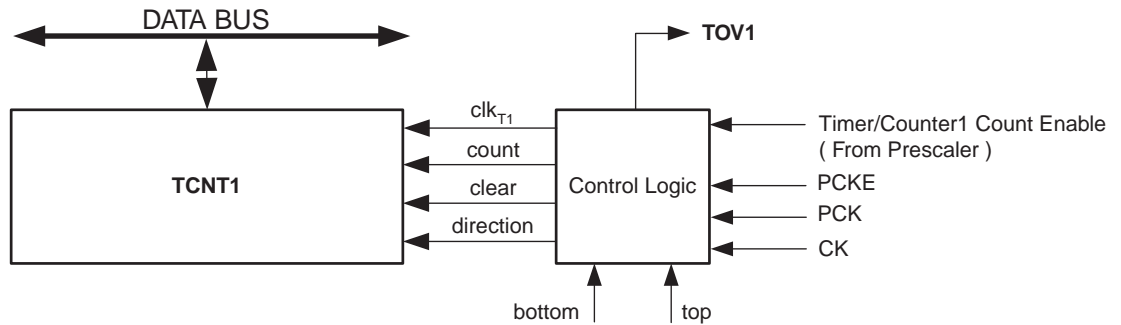 DATA BUS
TOV1
clkT1
Timer/Counter1 Count Enable
( From Prescaler )
count
TCNT1
Control Logic
PCKE
clear
PCK
direction
CK
bottom
top